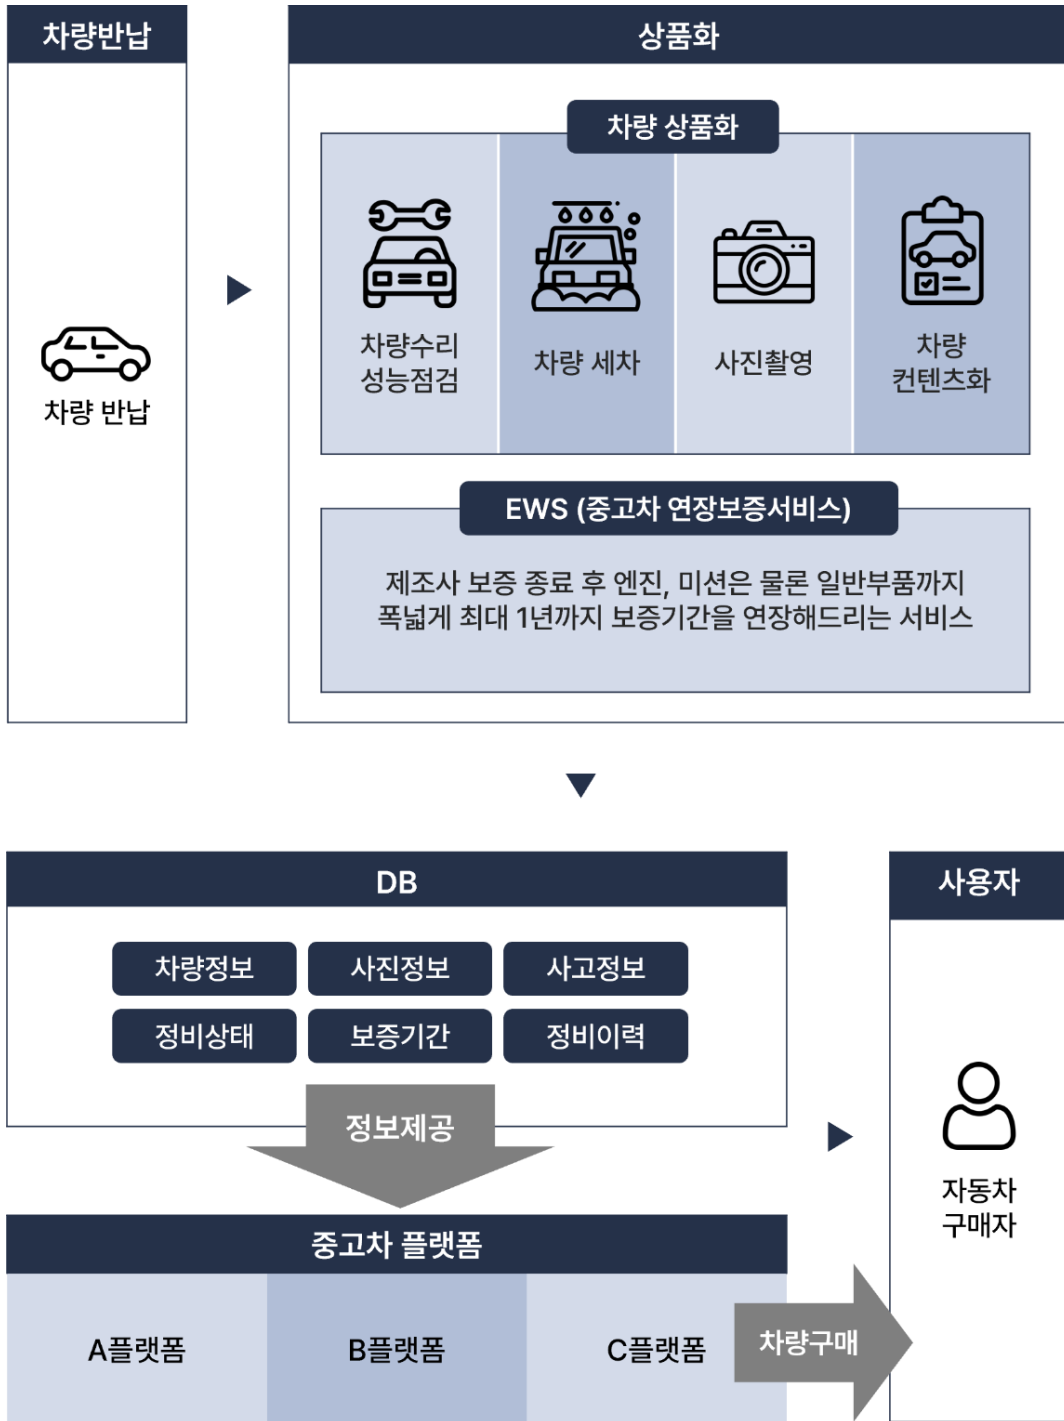 차량반납
차량 반납
상품화
차량 상품화
차량수리
성능점검
차량 세차
사진촬영
차량
컨텐츠화
EWS (중고차 연장보증서비스)
제조사 보증 종료 후 엔진, 미션은 물론 일반부품까지
폭넓게 최대 1년까지 보증기간을 연장해드리는 서비스
DB
차량정보
사진정보
사고정보
정비상태
보증기간
정비이력
정보제공
중고차 플랫폼
A플랫폼
B플랫폼
C플랫폼
차량구매
사용자
자동차
구매자